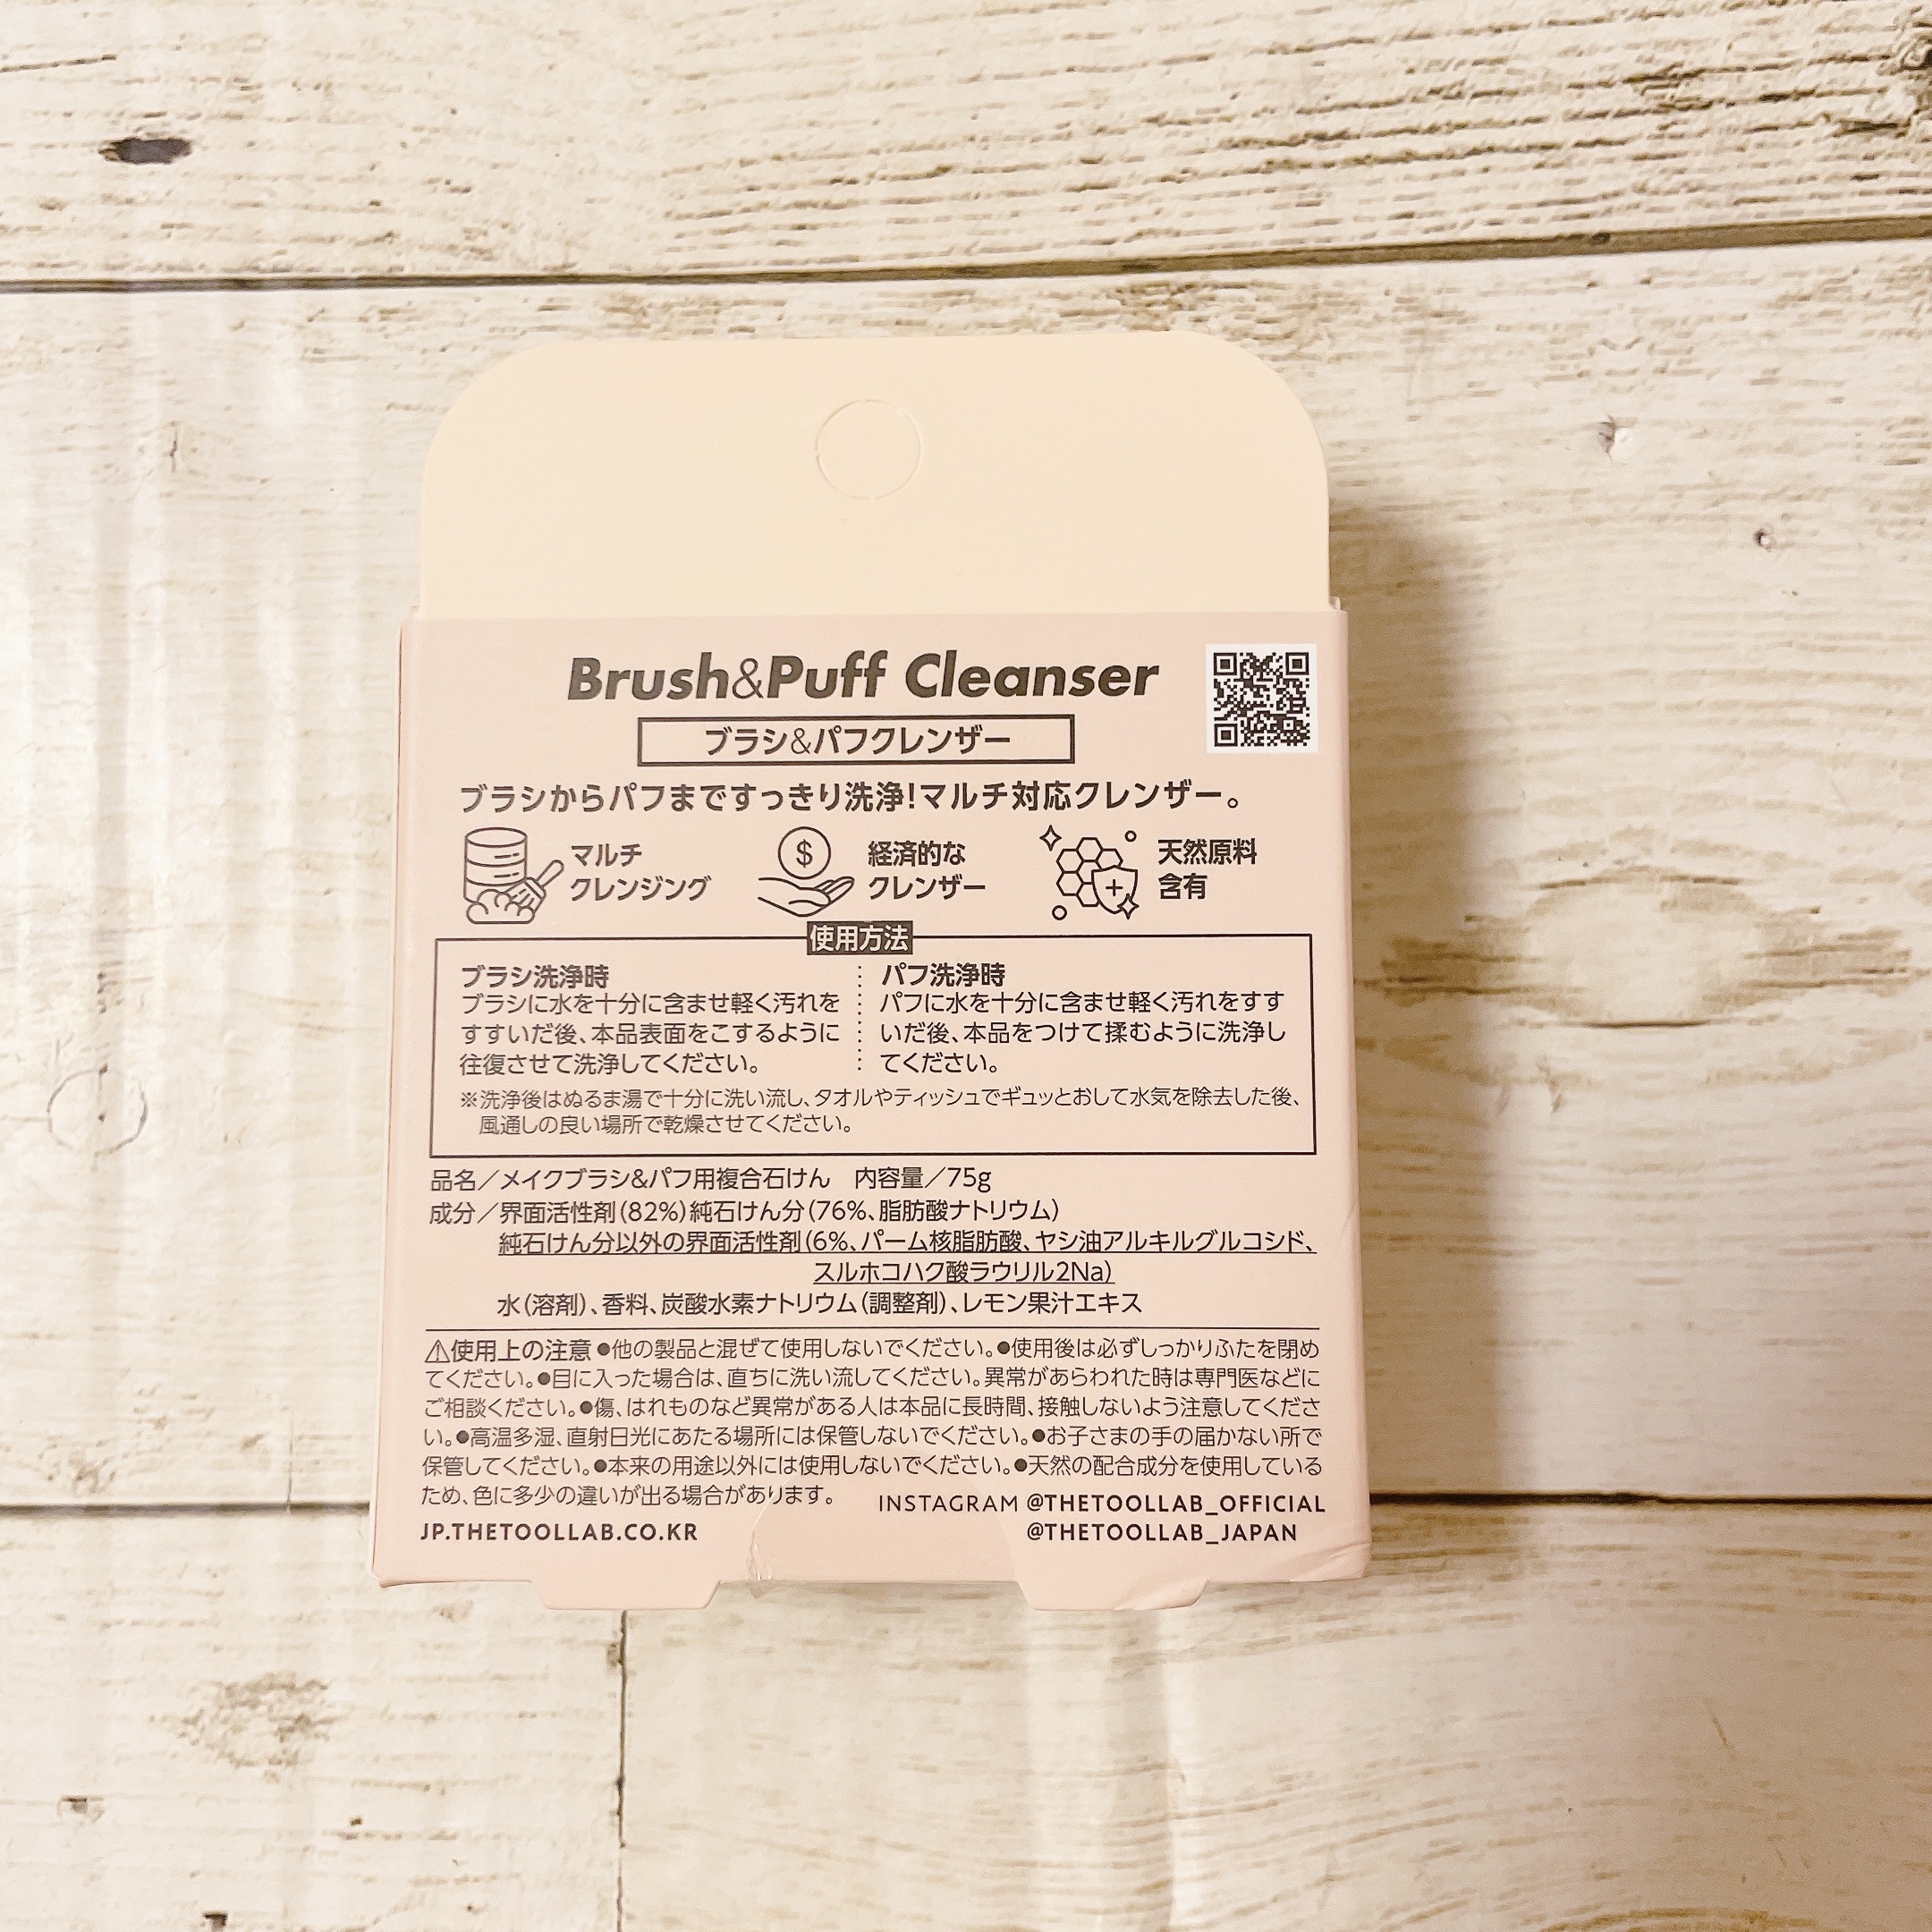 Brush&Puff Cleanser
ブラシ&パフクレンザー
ブラシからパフまですっきり洗浄!マルチ対応クレンザー。
マルチ
クレンジング
$
経済的な
クレンザー
天然原料
含有
使用方法
ブラシ洗浄時
ブラシに水を十分に含ませ軽く汚れを
すすいだ後、本品表面をこするように
往復させて洗浄してください。
パフ洗浄時
パフに水を十分に含ませ軽く汚れをすす
いだ後、本品をつけて揉むように洗浄し
てください。
※洗浄後はぬるま湯で十分に洗い流し、タオルやティッシュでギュッとおして水気を除去した後、
風通しの良い場所で乾燥させてください。
品名／メイクブラシ&パフ用複合石けん　内容量／75g
成分／界面活性剤(82%)純石けん分(76%、脂肪酸ナトリウム)
純石けん分以外の界面活性剤(6%、パーム核脂肪酸、ヤシ油アルキルグルコシド、
スルホコハク酸ラウリル2Na)
水(溶剤)、香料、炭酸水素ナトリウム(調整剤)、レモン果汁エキス
⚠使用上の注意 ●他の製品と混ぜて使用しないでください。●使用後は必ずしっかりふたを閉め
てください。●目に入った場合は、直ちに洗い流してください。異常があらわれた時は専門医などに
ご相談ください。●傷、はれものなど異常がある人は本品に長時間、接触しないよう注意してくださ
い。●高温多湿、直射日光にあたる場所には保管しないでください。●お子さまの手の届かない所で
保管してください。●本来の用途以外には使用しないでください。●天然の配合成分を使用している
ため、色に多少の違いが出る場合があります。
INSTAGRAM @THETOOLLAB_OFFICIAL
JP.THETOOLLAB.CO.KR
@THETOOLLAB_JAPAN